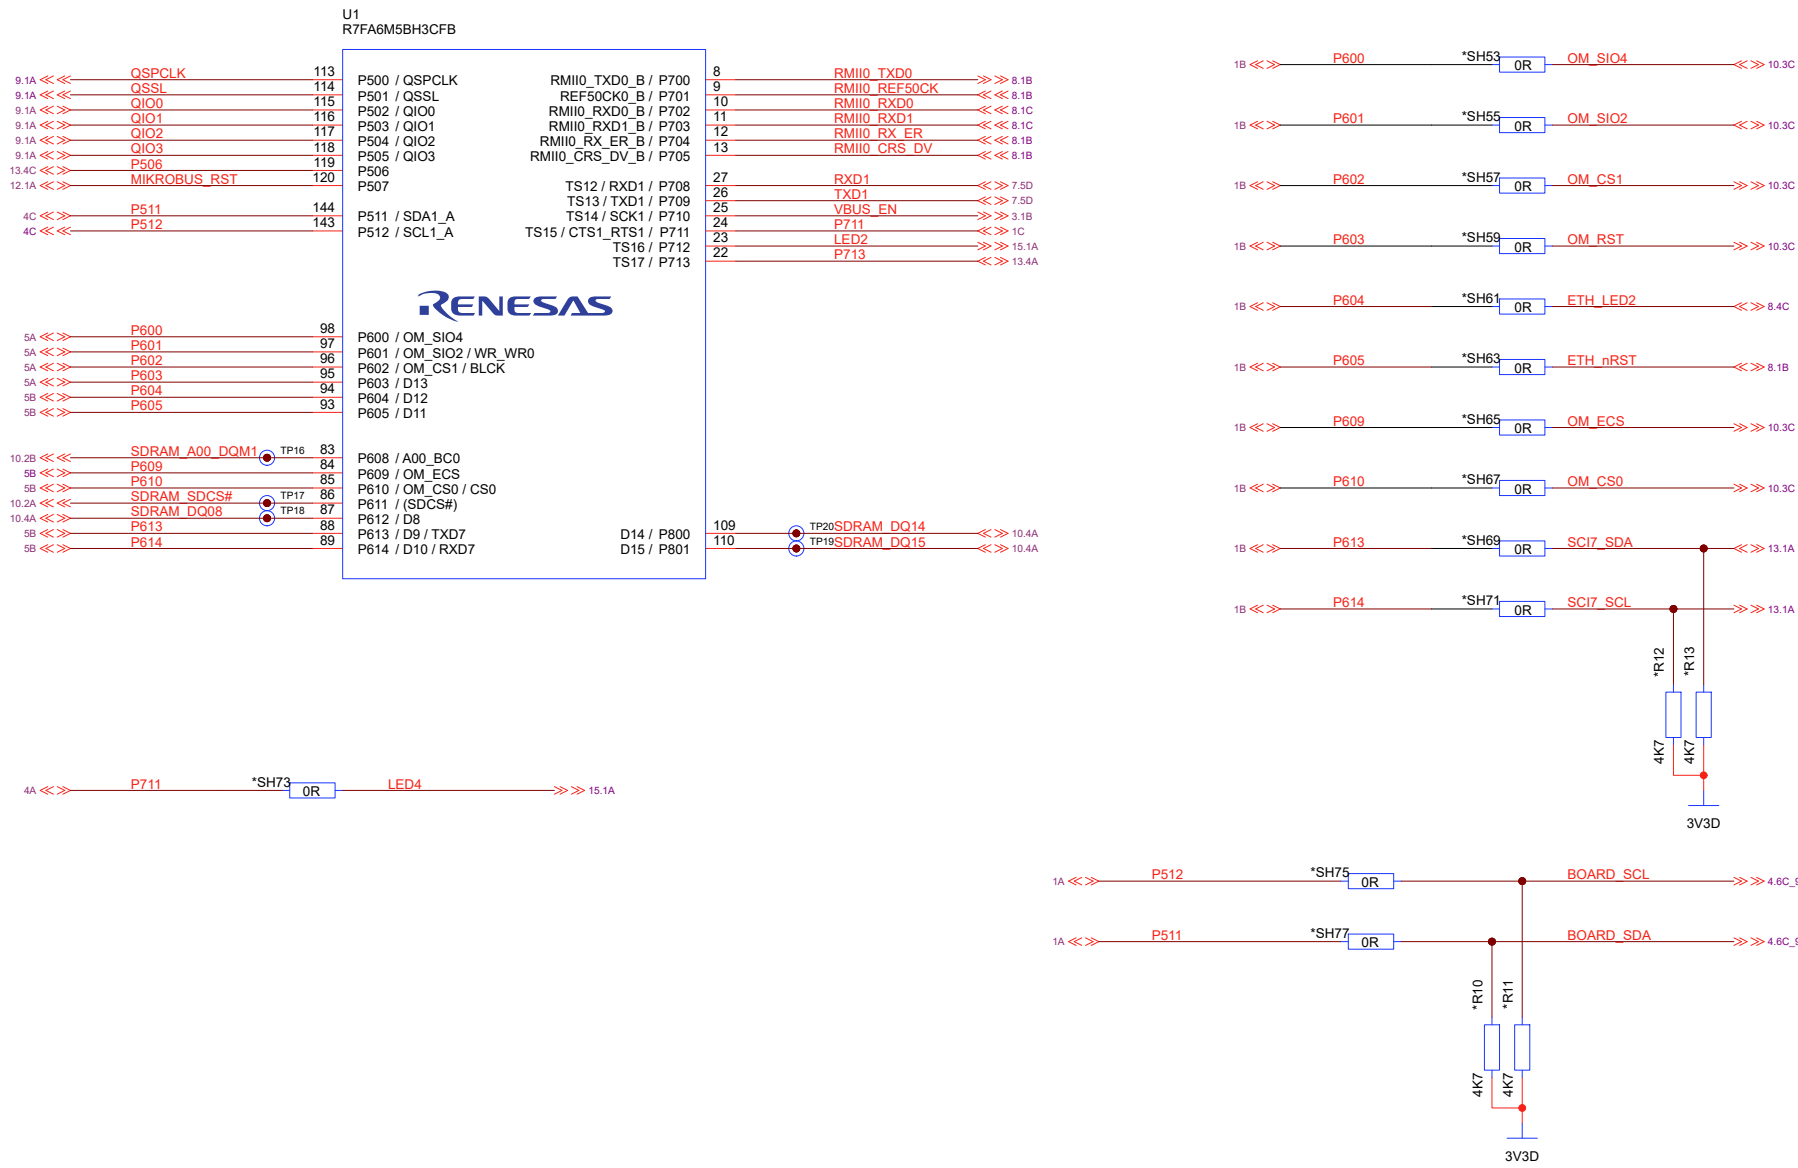 U1
R7FA6M5BH3CFB
9.1A QSPCLK 113 P500 / QSPCLK
9.1A QSSL 114 P501 / QSSL
9.1A QIO0 115 P502 / QIO0
9.1A QIO1 116 P503 / QIO1
9.1A QIO2 117 P504 / QIO2
9.1A QIO3 118 P505 / QIO3
13.4C P506 119 P506
12.1A MIKROBUS_RST 120 P507
4C P511 144 P511 / SDA1_A
4C P512 143 P512 / SCL1_A
RMII0_TXD0_B / P700 8 RMII0_TXD0 8.1B
REF50CK0_B / P701 9 RMII0_REF50CK 8.1B
RMII0_RXD0_B / P702 10 RMII0_RXD0 8.1C
RMII0_RXD1_B / P703 11 RMII0_RXD1 8.1C
RMII0_RX_ER_B / P704 12 RMII0_RX_ER 8.1B
RMII0_CRS_DV_B / P705 13 RMII0_CRS_DV 8.1B
TS12 / RXD1 / P708 27 RXD1 7.5D
TS13 / TXD1 / P709 26 TXD1 7.5D
TS14 / SCK1 / P710 25 VBUS_EN 3.1B
TS15 / CTS1_RTS1 / P711 24 P711 1C
TS16 / P712 23 LED2 15.1A
TS17 / P713 22 P713 13.4A
RENESAS
5A P600 98 P600 / OM_SIO4
5A P601 97 P601 / OM_SIO2 / WR_WR0
5A P602 96 P602 / OM_CS1 / BLCK
5A P603 95 P603 / D13
5B P604 94 P604 / D12
5B P605 93 P605 / D11
10.2B SDRAM_A00_DQM1 TP16 83 P608 / A00_BC0
5B P609 84 P609 / OM_ECS
5B P610 85 P610 / OM_CS0 / CS0
10.2A SDRAM_SDCS# TP17 86 P611 / (SDCS#)
10.4A SDRAM_DQ08 TP18 87 P612 / D8
5B P613 88 P613 / D9 / TXD7
5B P614 89 P614 / D10 / RXD7
D14 / P800 109 TP20 SDRAM_DQ14 10.4A
D15 / P801 110 TP19 SDRAM_DQ15 10.4A
1B P600 *SH53 0R OM_SIO4 10.3C
1B P601 *SH55 0R OM_SIO2 10.3C
1B P602 *SH57 0R OM_CS1 10.3C
1B P603 *SH59 0R OM_RST 10.3C
1B P604 *SH61 0R ETH_LED2 8.4C
1B P605 *SH63 0R ETH_nRST 8.1B
1B P609 *SH65 0R OM_ECS 10.3C
1B P610 *SH67 0R OM_CS0 10.3C
1B P613 *SH69 0R SCI7_SDA 13.1A
1B P614 *SH71 0R SCI7_SCL 13.1A
*R12 *R13
4K7 4K7
3V3D
4A P711 *SH73 0R LED4 15.1A
1A P512 *SH75 0R BOARD_SCL 4.6C_9
1A P511 *SH77 0R BOARD_SDA 4.6C_9
*R10 *R11
4K7 4K7
3V3D